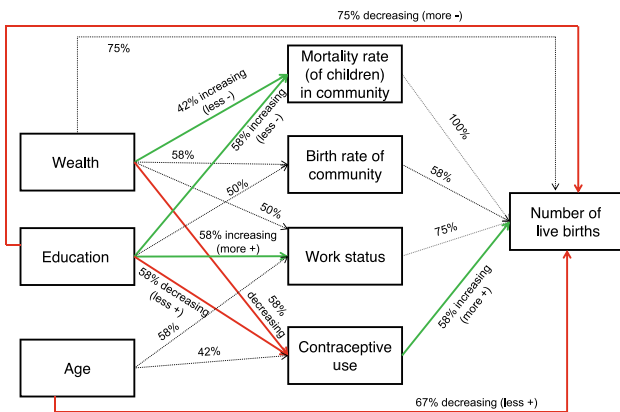 75% decreasing (more -)
75%
Mortality rate
(of children) in
community
42% increasing
(less -)
58% increasing
(less -)
100%
Wealth
58%
Birth rate of
community
58%
50%
50%
Number of
live births
Education
58% increasing
(more +)
Work status
75%
58% decreasing
(less +)
58%
decreasing
58%
58% increasing
(more +)
Age
42%
Contraceptive
use
67% decreasing (less +)